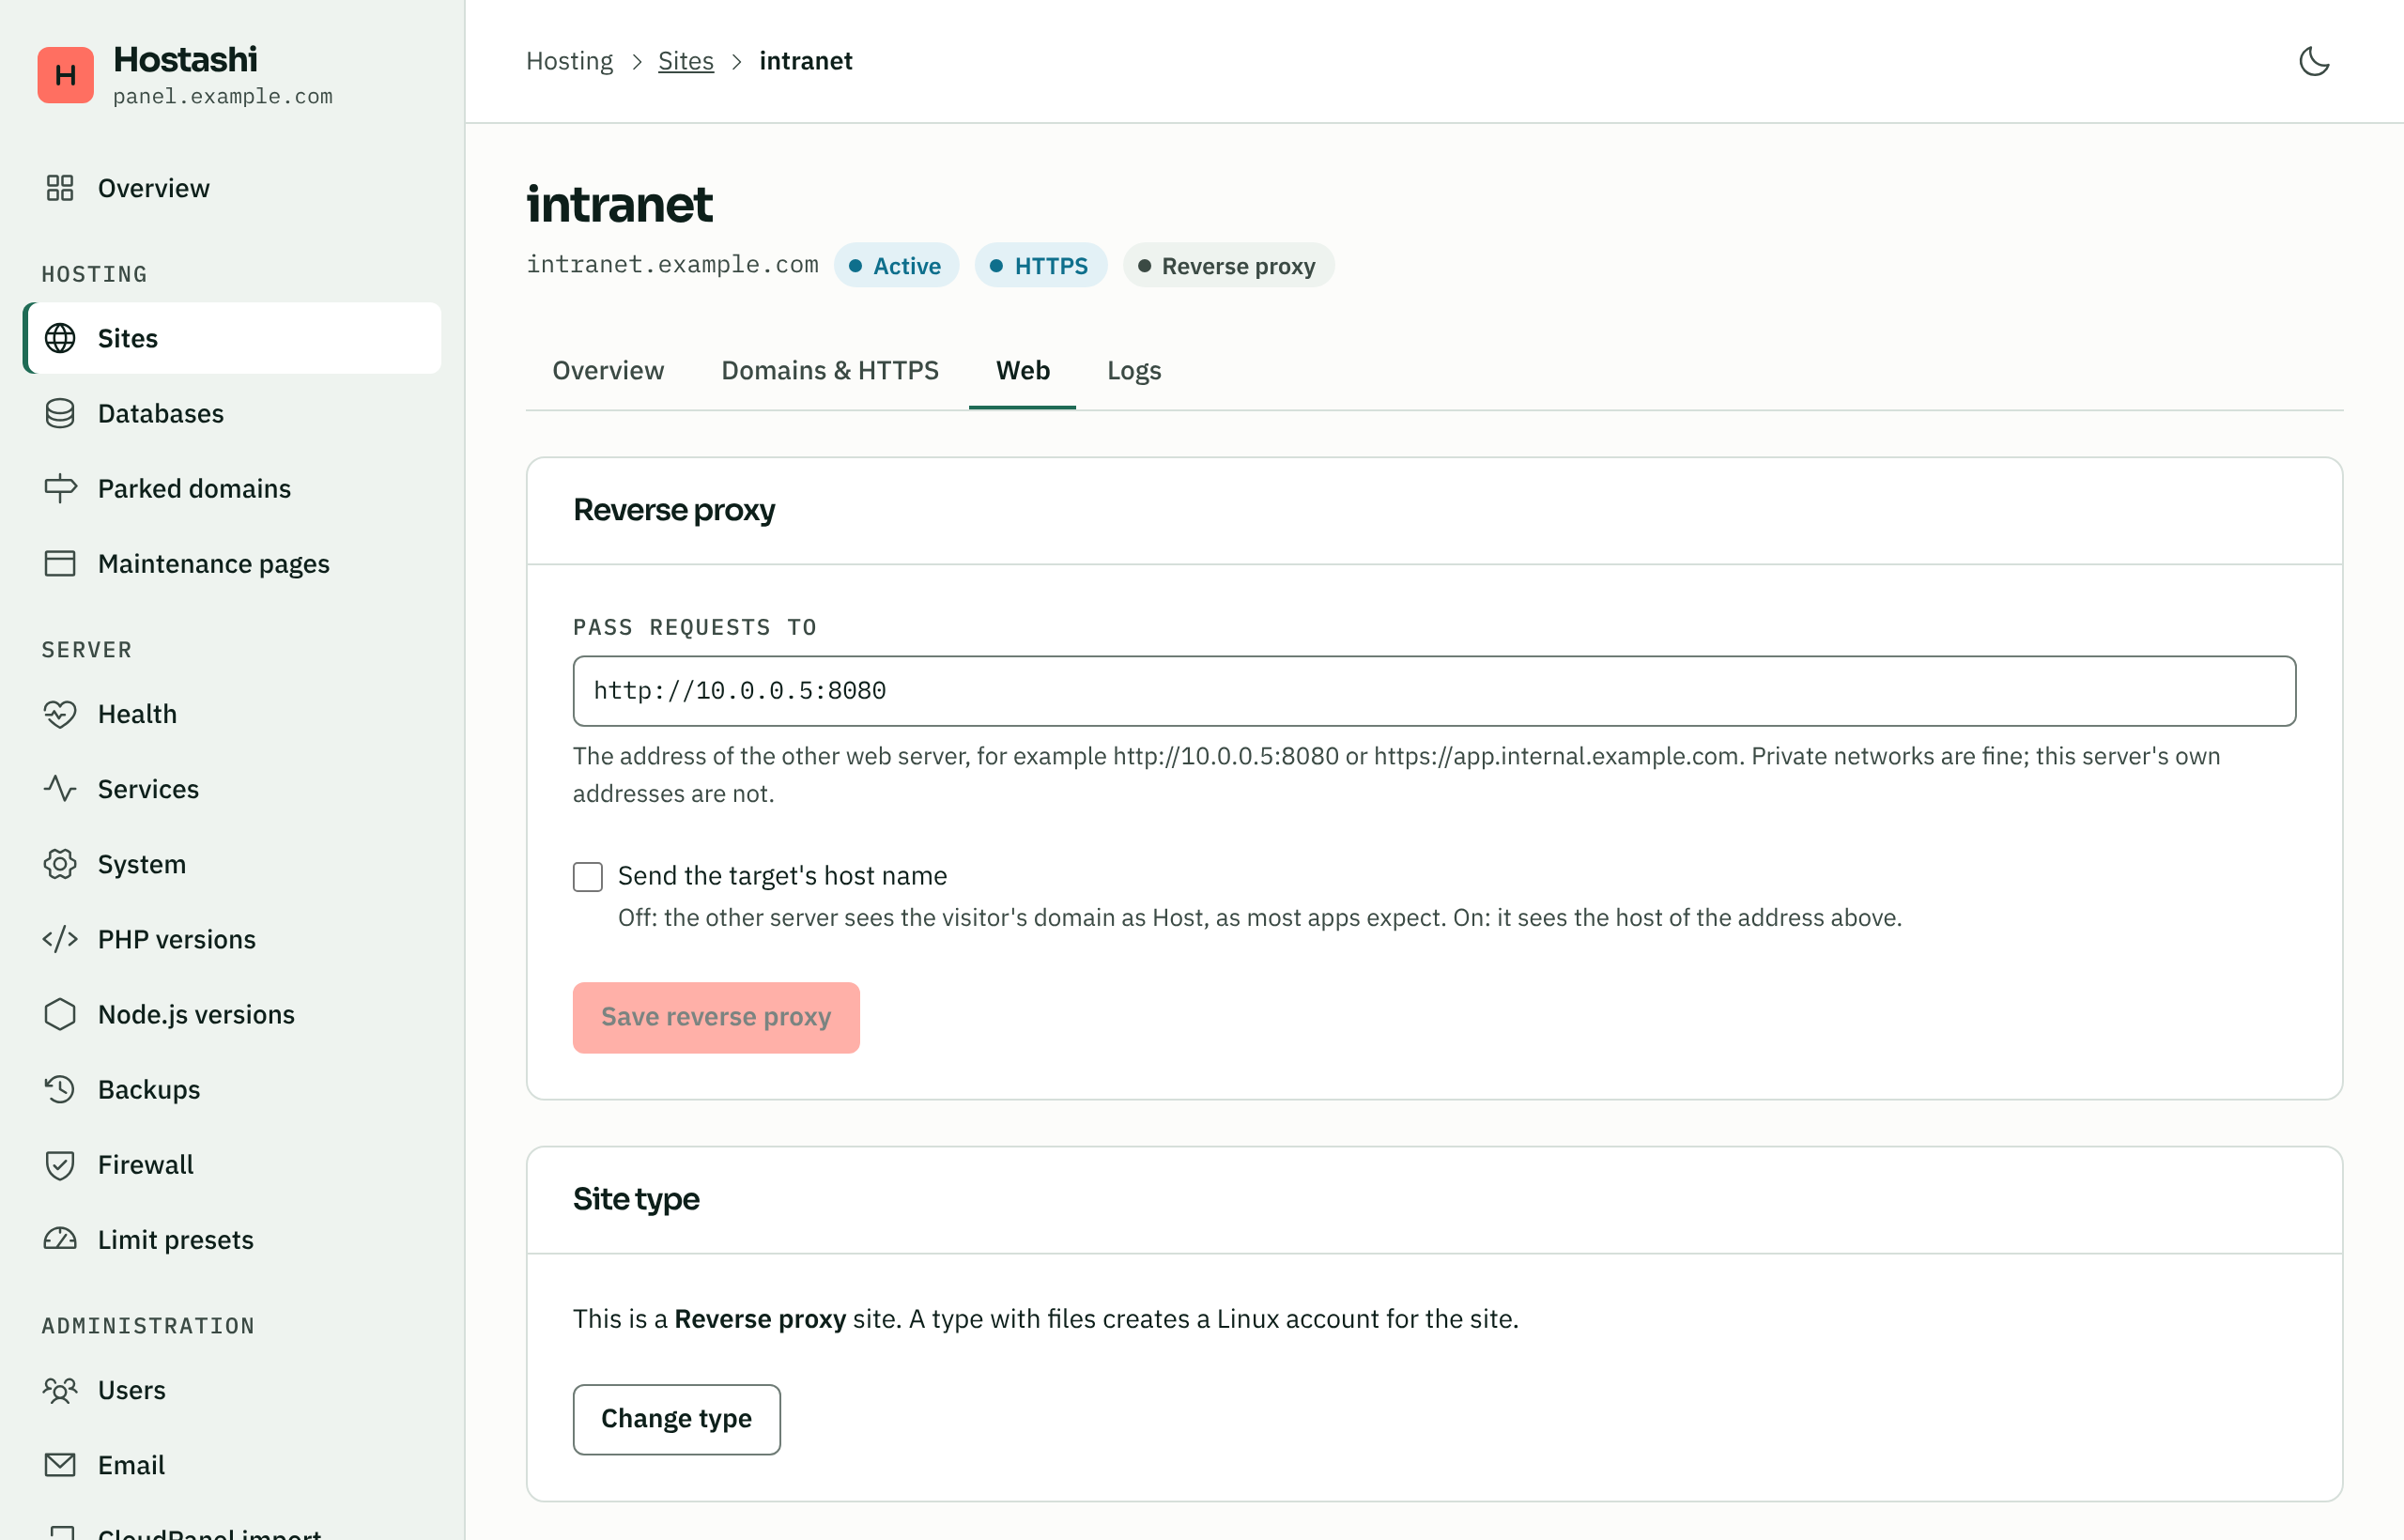 H
Hostashi
panel.example.com
Overview
HOSTING
Sites
Databases
Parked domains
Maintenance pages
SERVER
Health
Services
System
PHP versions
Node.js versions
Backups
Firewall
Limit presets
ADMINISTRATION
Users
Email
CloudPanel import
Hosting > Sites > intranet
intranet
intranet.example.com Active HTTPS Reverse proxy
Overview Domains & HTTPS Web Logs
Reverse proxy
PASS REQUESTS TO
http://10.0.0.5:8080
The address of the other web server, for example http://10.0.0.5:8080 or https://app.internal.example.com. Private networks are fine; this server's own
addresses are not.
Send the target's host name
Off: the other server sees the visitor's domain as Host, as most apps expect. On: it sees the host of the address above.
Save reverse proxy
Site type
This is a Reverse proxy site. A type with files creates a Linux account for the site.
Change type